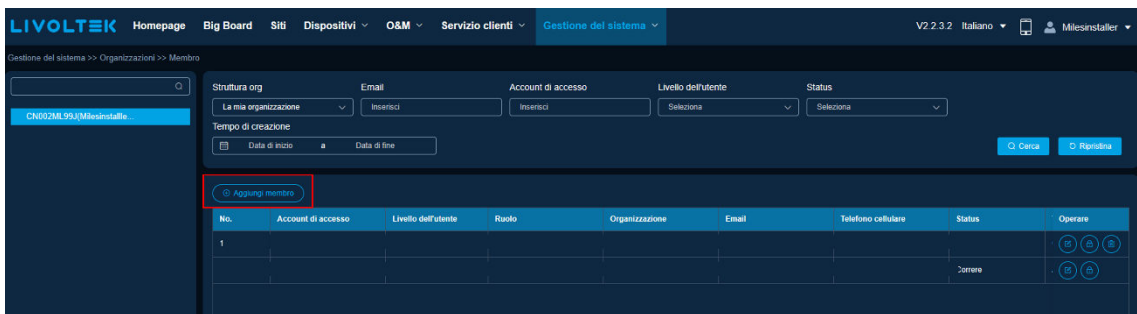 LIVOLTEK Homepage Big Board Siti Dispositivi O&M Servizio clienti Gestione del sistema V2.2.3.2 Italiano Milesinstaller
Gestione del sistema >> Organizzazioni >> Membro
CN002ML99J(Milesinstallle...
Struttura org Email Account di accesso Livello dell'utente Status
La mia organizzazione Inserisci Inserisci Seleziona Seleziona
Tempo di creazione
Data di inizio a Data di fine
Cerca Ripristina
Aggiungi membro
No. Account di accesso Livello dell'utente Ruolo Organizzazione Email Telefono cellulare Status Operare
1
Correre